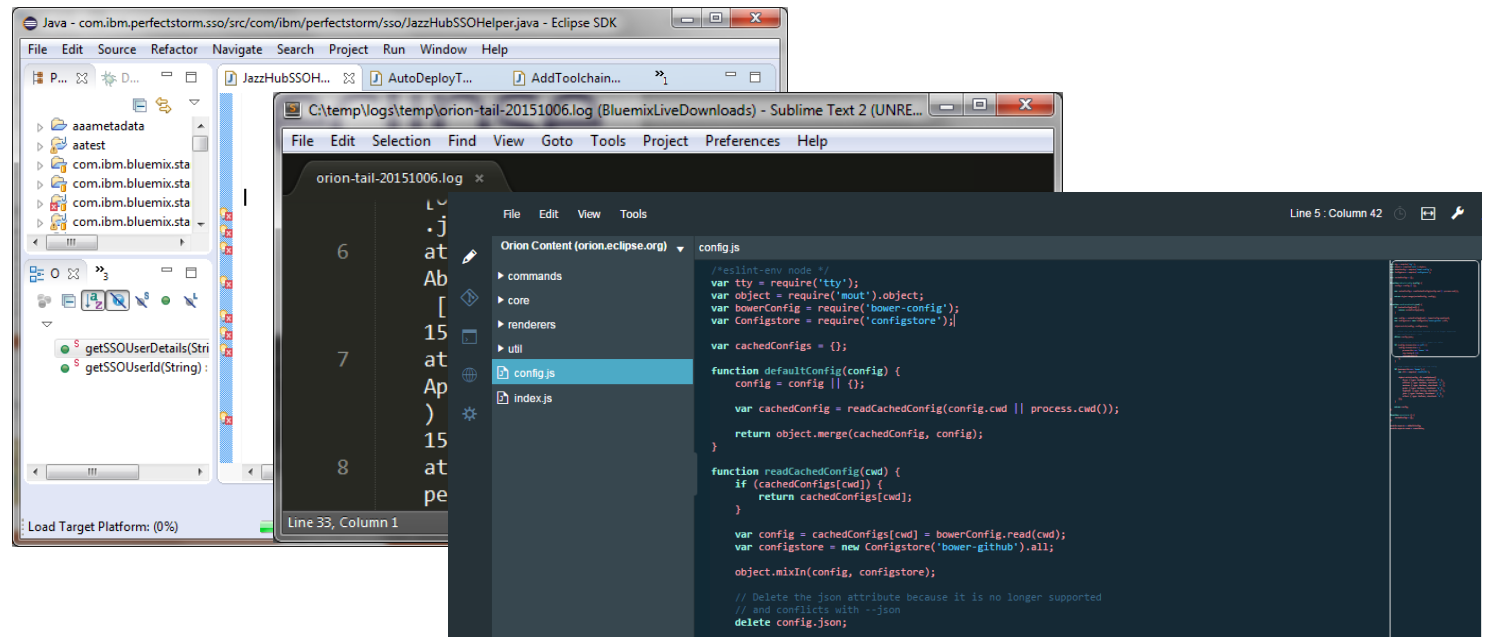 Java - com.ibm.perfectstorm.sso/src/com/ibm/perfectstorm/sso/JazzHubSSOHelper.java - Eclipse SDK
File Edit Source Refactor Navigate Search Project Run Window Help
P... D...
JazzHubSSOH... AutoDeployT... AddToolchain... »1
aaametadata
aatest
com.ibm.bluemix.sta
com.ibm.bluemix.sta
com.ibm.bluemix.sta
com.ibm.bluemix.sta
O »3
getSSOUserDetails(Stri
getSSOUserId(String) :
Load Target Platform: (0%)
C:\temp\logs\temp\orion-tail-20151006.log (BluemixLiveDownloads) - Sublime Text 2 (UNRE...
File Edit Selection Find View Goto Tools Project Preferences Help
orion-tail-20151006.log
.j
6 at
Ab
[
15
7 at
Ap
)
15
8 at
pe
Line 33, Column 1
File Edit View Tools
Line 5 : Column 42
Orion Content (orion.eclipse.org)
config.js
commands
core
renderers
util
config.js
index.js
/*eslint-env node */
var tty = require('tty');
var object = require('mout').object;
var bowerConfig = require('bower-config');
var Configstore = require('configstore');
var cachedConfigs = {};
function defaultConfig(config) {
config = config || {};
var cachedConfig = readCachedConfig(config.cwd || process.cwd());
return object.merge(cachedConfig, config);
}
function readCachedConfig(cwd) {
if (cachedConfigs[cwd]) {
return cachedConfigs[cwd];
}
var config = cachedConfigs[cwd] = bowerConfig.read(cwd);
var configstore = new Configstore('bower-github').all;
object.mixIn(config, configstore);
// Delete the json attribute because it is no longer supported
// and conflicts with --json
delete config.json;